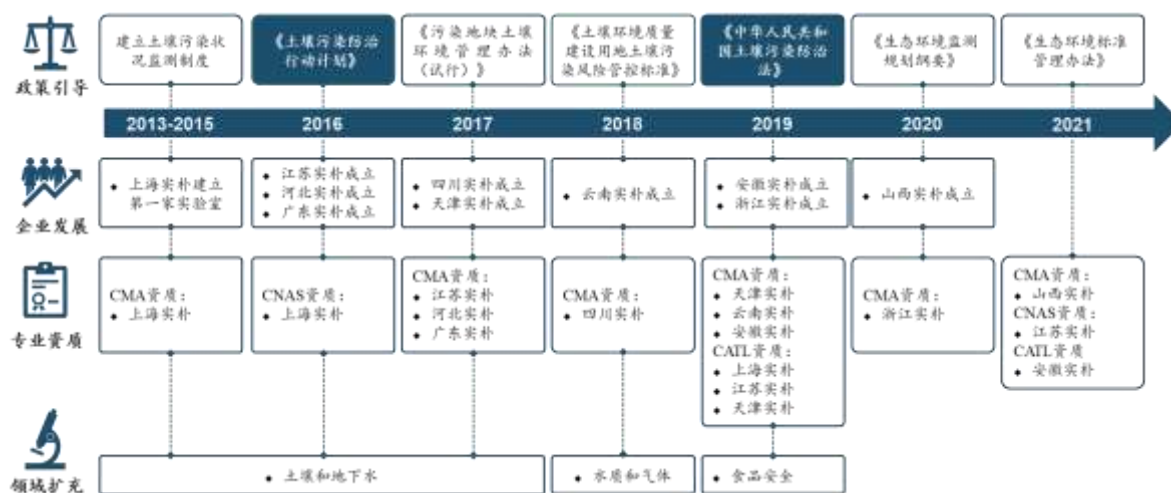 政策引导
建立土壤污染状
况监测制度
《土壤污染防治
行动计划》
《污染地块土壤
环境管理办法
（试行）》
《土壤环境质量
建设用地土壤污
染风险管控标准》
《中华人民共和
国土壤污染防治
法》
《生态环境监测
规划纲要》
《生态环境标准
管理办法》
2013-2015
2016
2017
2018
2019
2020
2021
企业发展
上海实朴建立
第一家实验室
江苏实朴成立
河北实朴成立
广东实朴成立
四川实朴成立
天津实朴成立
云南实朴成立
安徽实朴成立
浙江实朴成立
山西实朴成立
专业资质
CMA资质：
上海实朴
CNAS资质：
上海实朴
CMA资质：
江苏实朴
河北实朴
广东实朴
CMA资质：
四川实朴
CMA资质：
天津实朴
云南实朴
安徽实朴
CATL资质：
上海实朴
江苏实朴
天津实朴
CMA资质：
浙江实朴
CMA资质：
山西实朴
CNAS资质：
江苏实朴
CATL资质
安徽实朴
领域扩充
土壤和地下水
水质和气体
食品安全